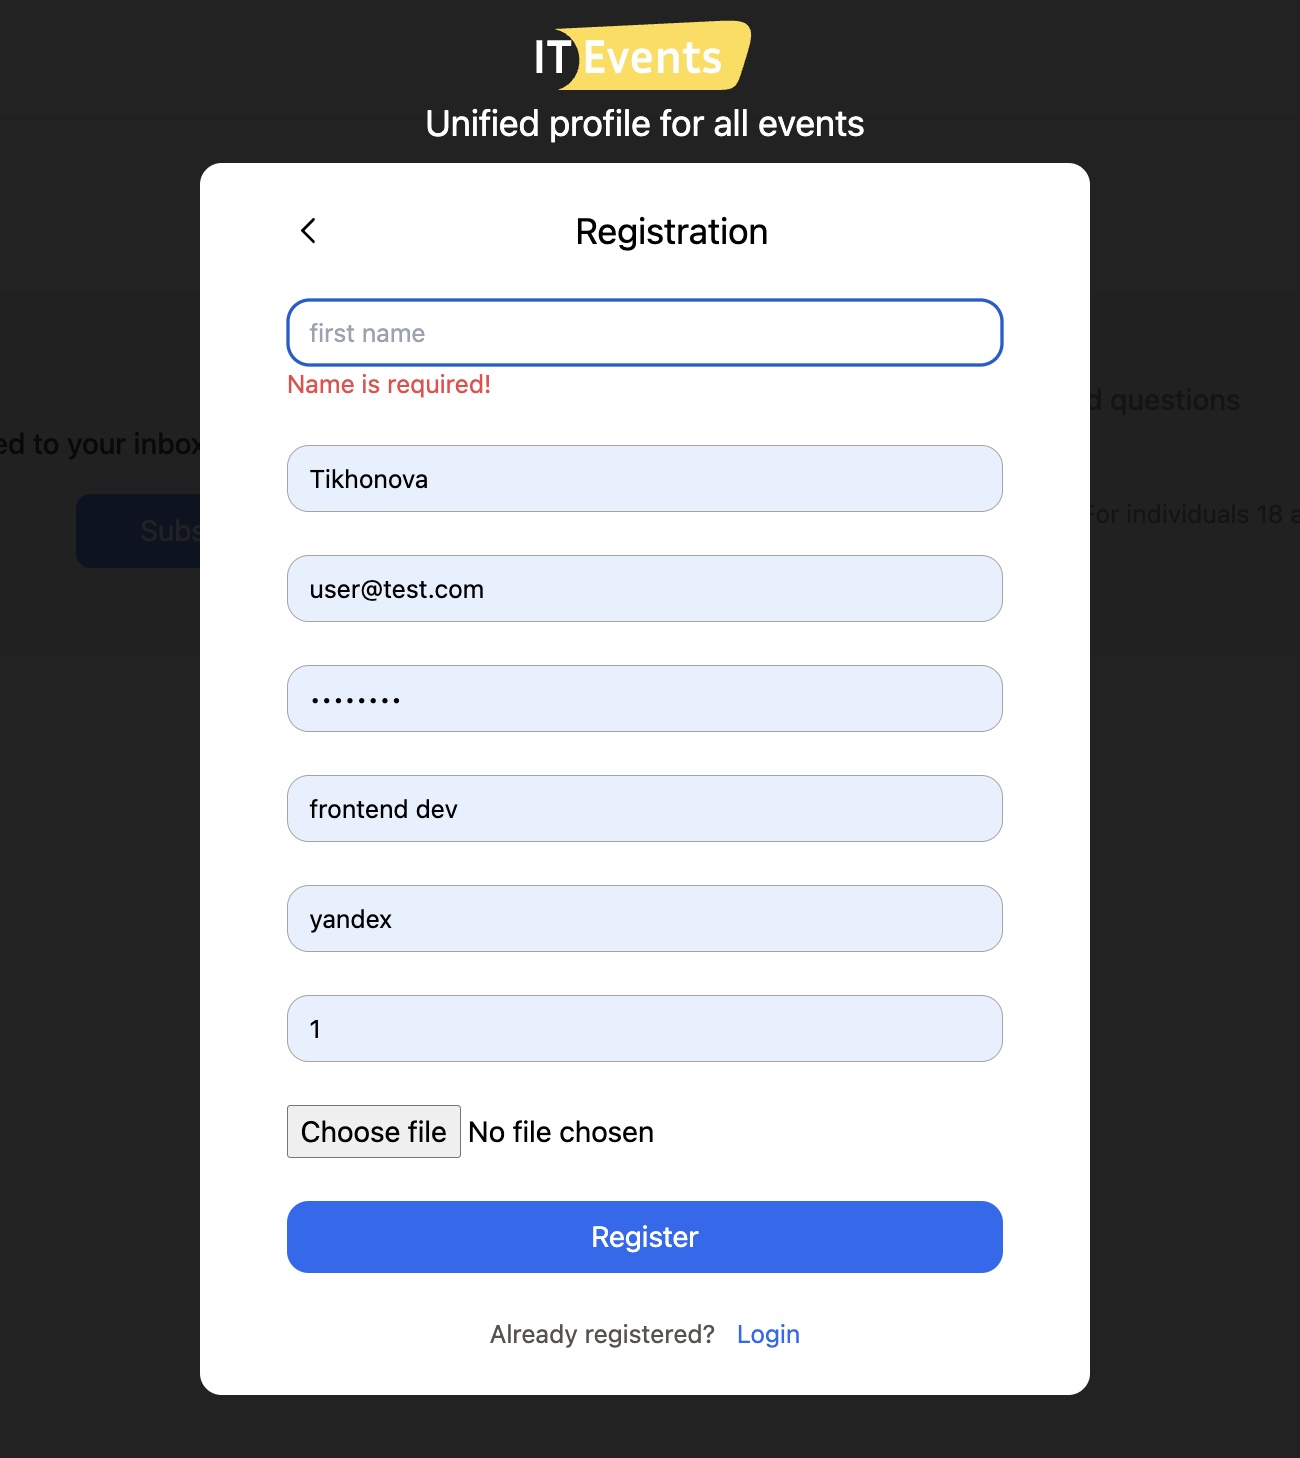 IT Events
Unified profile for all events
Registration
first name
Name is required!
d questions
ed to your inbox
Tikhonova
For individuals 18 a
Subs
user@test.com
••••••••
frontend dev
yandex
1
Choose file No file chosen
Register
Already registered? Login